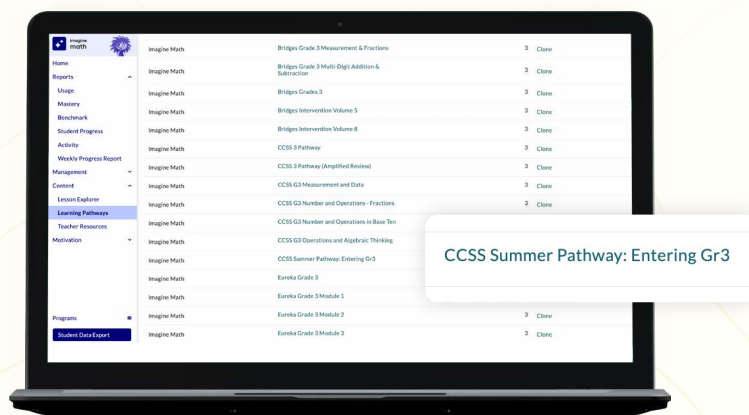 imagine
math
Home
Reports
Usage
Mastery
Benchmark
Student Progress
Activity
Weekly Progress Report
Management
Content
Lesson Explorer
Learning Pathways
Teacher Resources
Motivation
Programs
Student Data Export
Imagine Math Bridges Grade 3 Measurement & Fractions 3 Clone
Imagine Math Bridges Grade 3 Multi-Digit Addition &
Subtraction 3 Clone
Imagine Math Bridges Grades 3 3 Clone
Imagine Math Bridges Intervention Volume 5 3 Clone
Imagine Math Bridges Intervention Volume 8 3 Clone
Imagine Math CCSS 3 Pathway 3 Clone
Imagine Math CCSS 3 Pathway (Amplified Review) 3 Clone
Imagine Math CCSS G3 Measurement and Data 3 Clone
Imagine Math CCSS G3 Number and Operations - Fractions 3 Clone
Imagine Math CCSS G3 Number and Operations in Base Ten
Imagine Math CCSS G3 Operations and Algebraic Thinking
Imagine Math CCSS Summer Pathway: Entering Gr3
Imagine Math Eureka Grade 3
Imagine Math Eureka Grade 3 Module 1
Imagine Math Eureka Grade 3 Module 2 3 Clone
Imagine Math Eureka Grade 3 Module 3 3 Clone
CCSS Summer Pathway: Entering Gr3